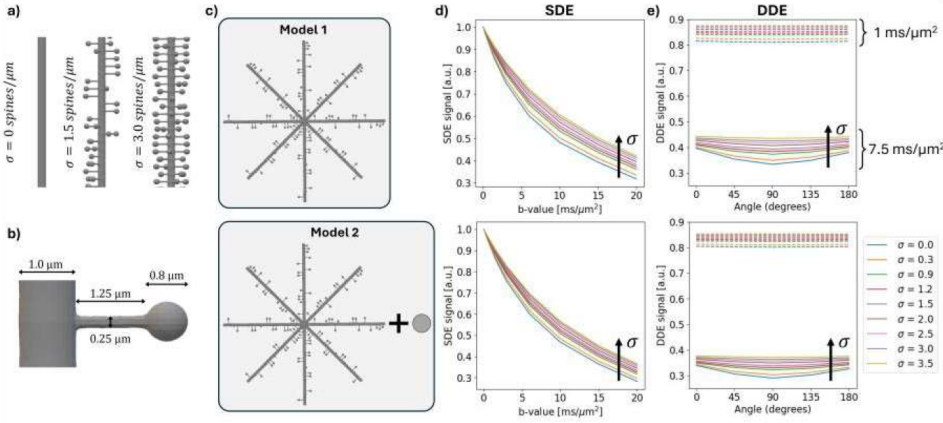 a)
σ = 0 spines/μm
σ = 1.5 spines/μm
σ = 3.0 spines/μm
b)
1.0 μm
0.8 μm
1.25 μm
0.25 μm
c)
Model 1
Model 2
d)
SDE
SDE signal [a.u.]
1.0
0.9
0.8
0.7
0.6
0.5
0.4
0.3
σ
0 5 10 15 20
b-value [ms/μm²]
e)
DDE
DDE signal [a.u.]
0.9
0.8
0.7
0.6
0.5
0.4
0.3
1 ms/μm²
σ
7.5 ms/μm²
0 45 90 135 180
Angle (degrees)
SDE signal [a.u.]
1.0
0.9
0.8
0.7
0.6
0.5
0.4
0.3
σ
0 5 10 15 20
b-value [ms/μm²]
DDE signal [a.u.]
0.9
0.8
0.7
0.6
0.5
0.4
0.3
σ
0 45 90 135 180
Angle (degrees)
σ = 0.0
σ = 0.3
σ = 0.9
σ = 1.2
σ = 1.5
σ = 2.0
σ = 2.5
σ = 3.0
σ = 3.5